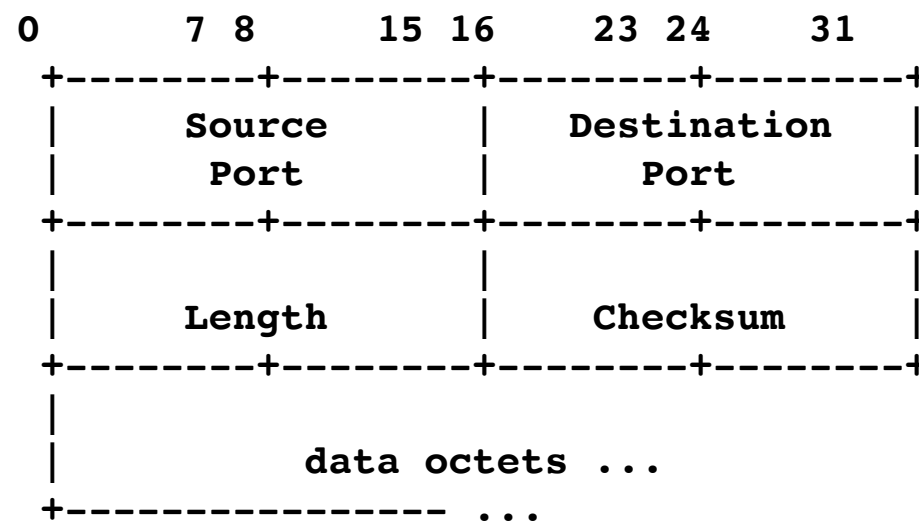 0      7 8     15 16    23 24    31
+--------+--------+--------+--------+
|     Source      |   Destination   |
|      Port       |      Port       |
+--------+--------+--------+--------+
|                 |                 |
|     Length      |    Checksum     |
+--------+--------+--------+--------+
|
|          data octets ...
+---------------- ...